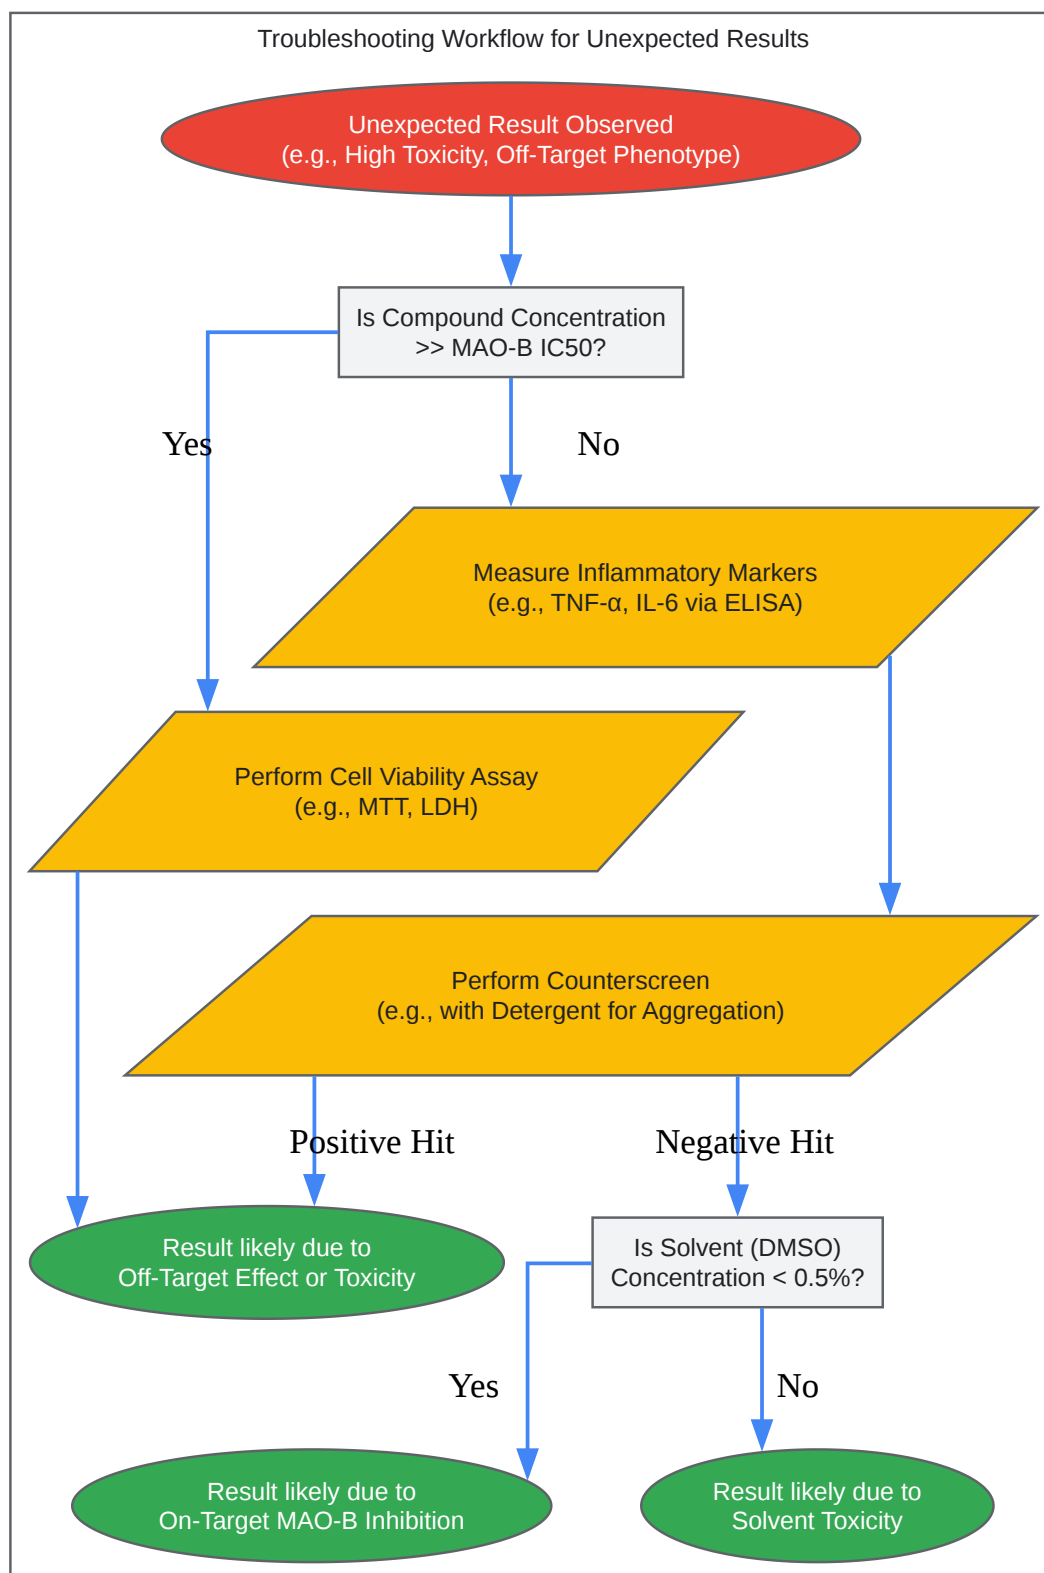 Troubleshooting Workflow for Unexpected Results
Unexpected Result Observed
(e.g., High Toxicity, Off-Target Phenotype)
Is Compound Concentration
>> MAO-B IC50?
Yes
No
Measure Inflammatory Markers
(e.g., TNF-α, IL-6 via ELISA)
Perform Cell Viability Assay
(e.g., MTT, LDH)
Perform Counterscreen
(e.g., with Detergent for Aggregation)
Positive Hit
Negative Hit
Result likely due to
Off-Target Effect or Toxicity
Is Solvent (DMSO)
Concentration < 0.5%?
Yes
No
Result likely due to
On-Target MAO-B Inhibition
Result likely due to
Solvent Toxicity